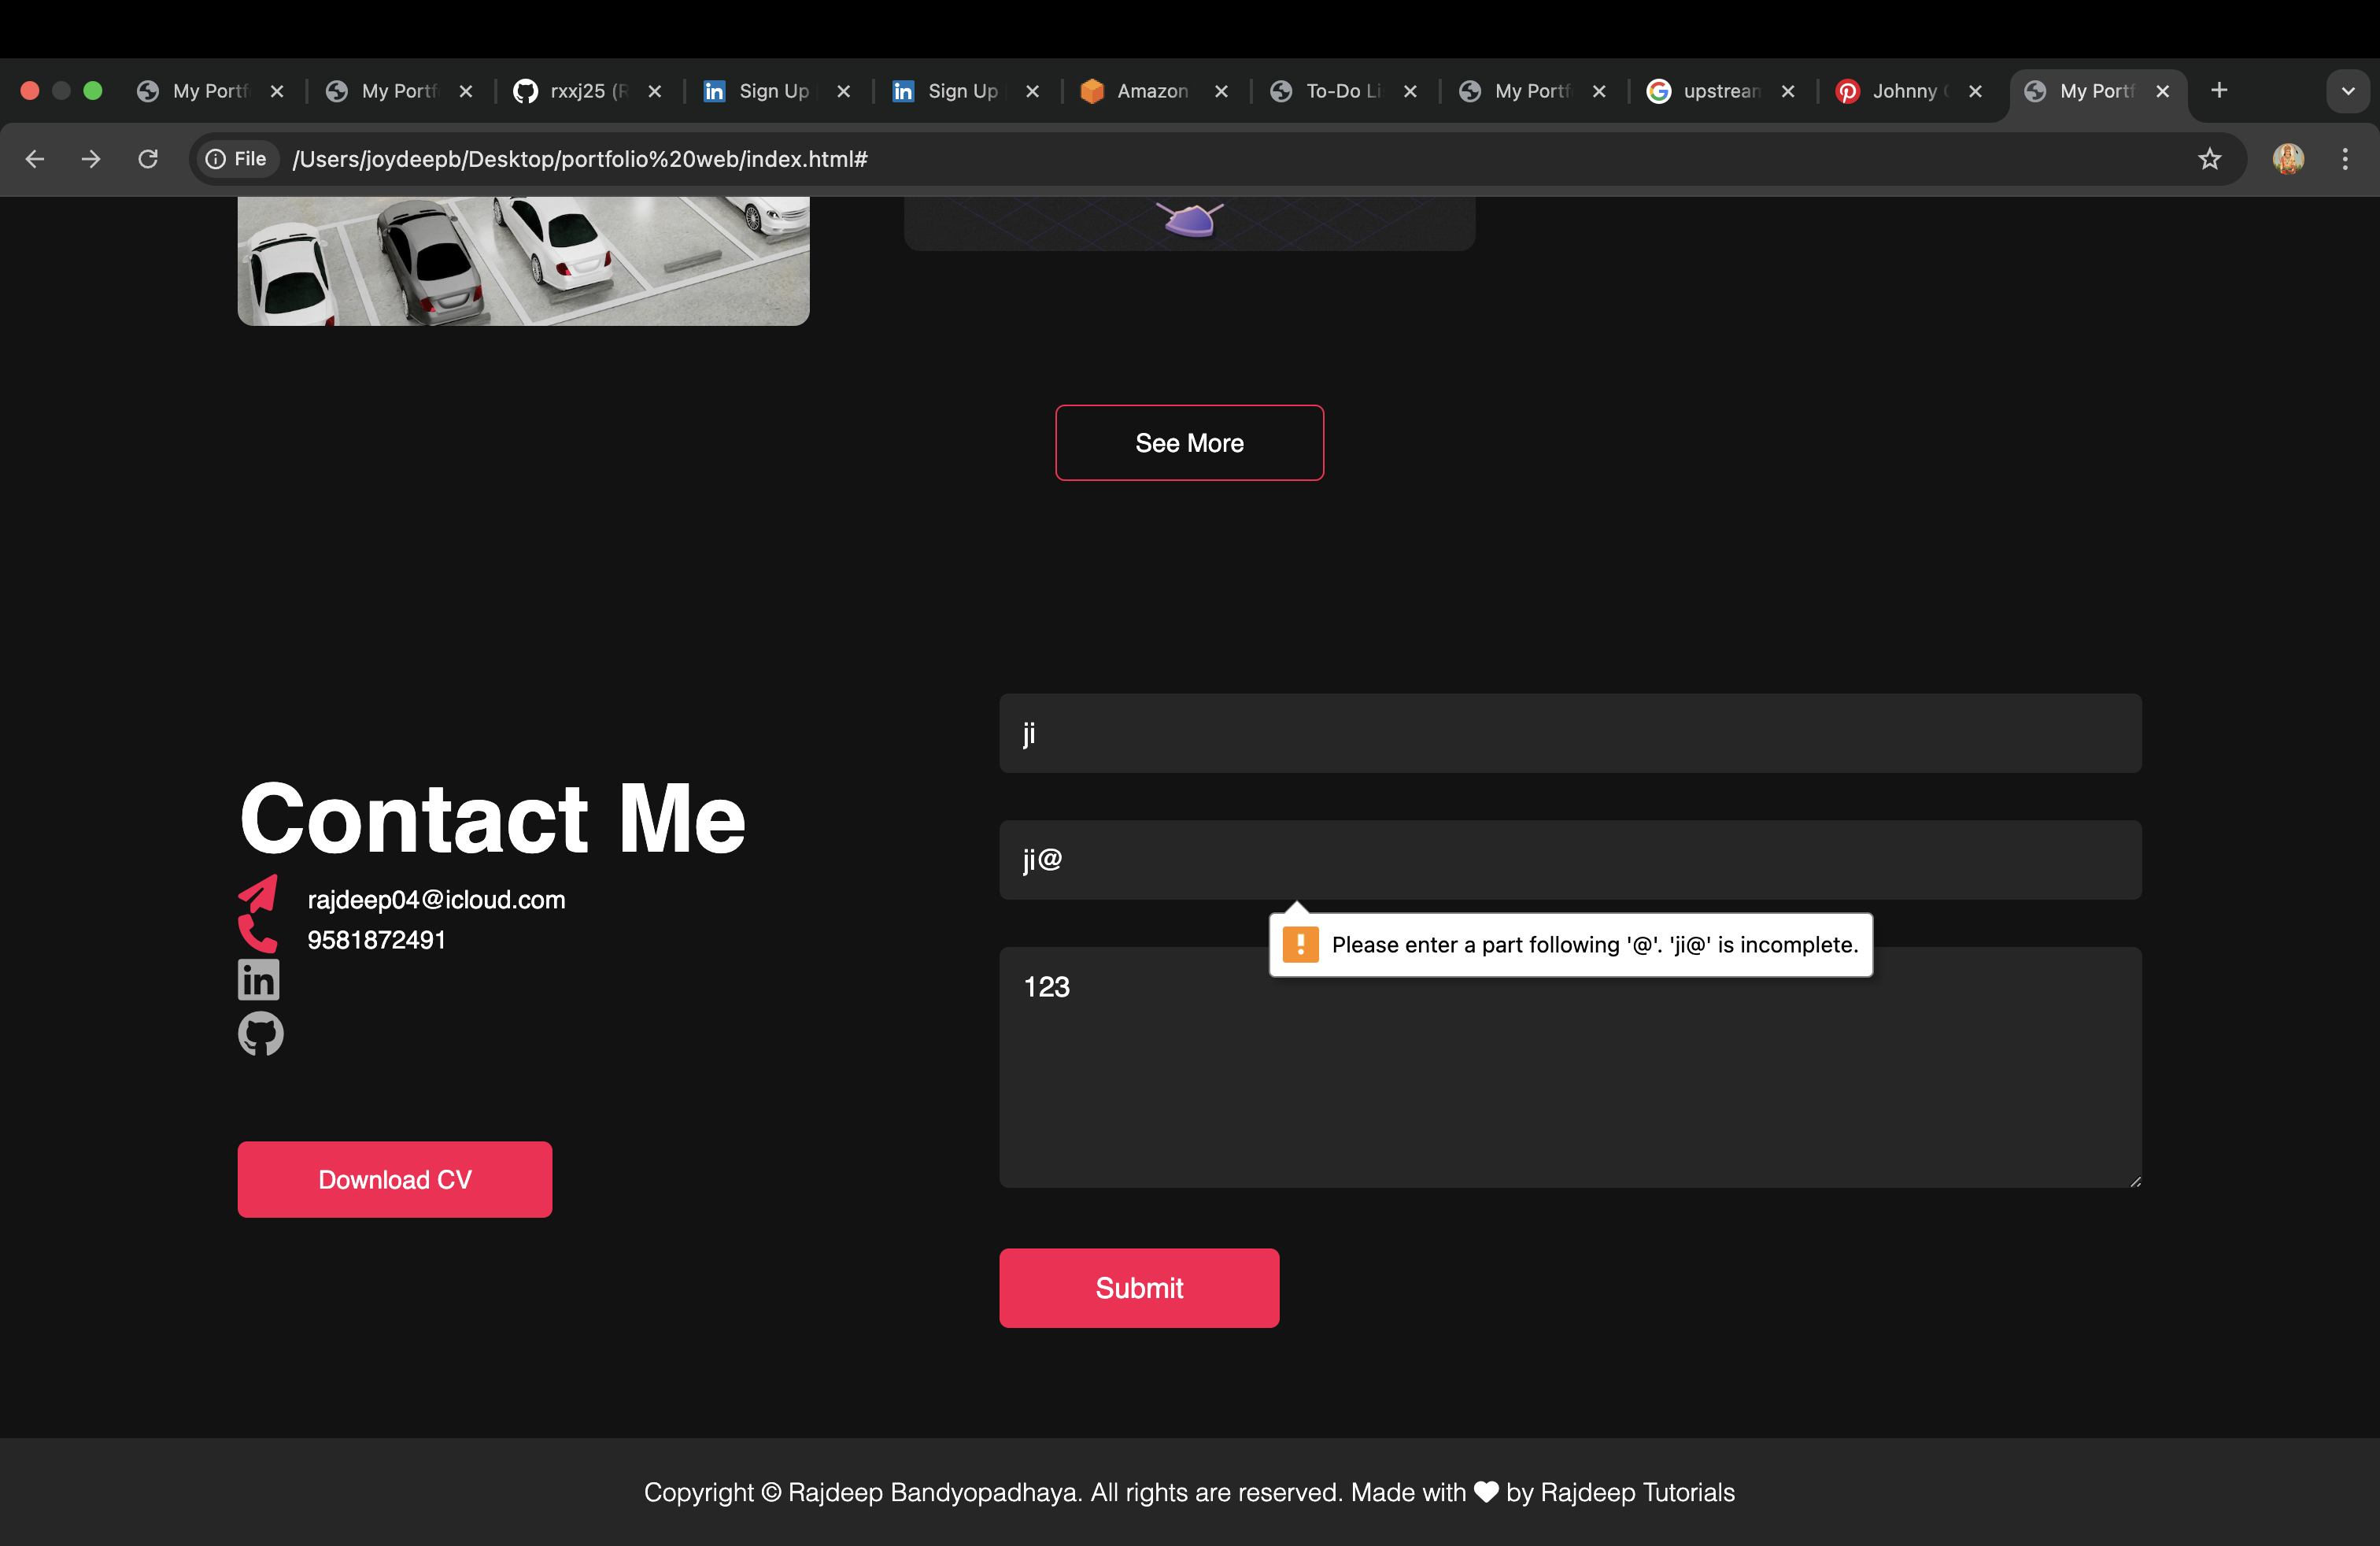 My Portf
My Portf
rxxj25 (R
Sign Up
Sign Up
Amazon
To-Do Li
My Portf
upstream
Johnny
My Portf
File
/Users/joydeepb/Desktop/portfolio%20web/index.html#
See More
ji
Contact Me
ji@
rajdeep04@icloud.com
9581872491
Please enter a part following '@'. 'ji@' is incomplete.
in
123
Download CV
Submit
Copyright © Rajdeep Bandyopadhaya. All rights are reserved. Made with ♥ by Rajdeep Tutorials